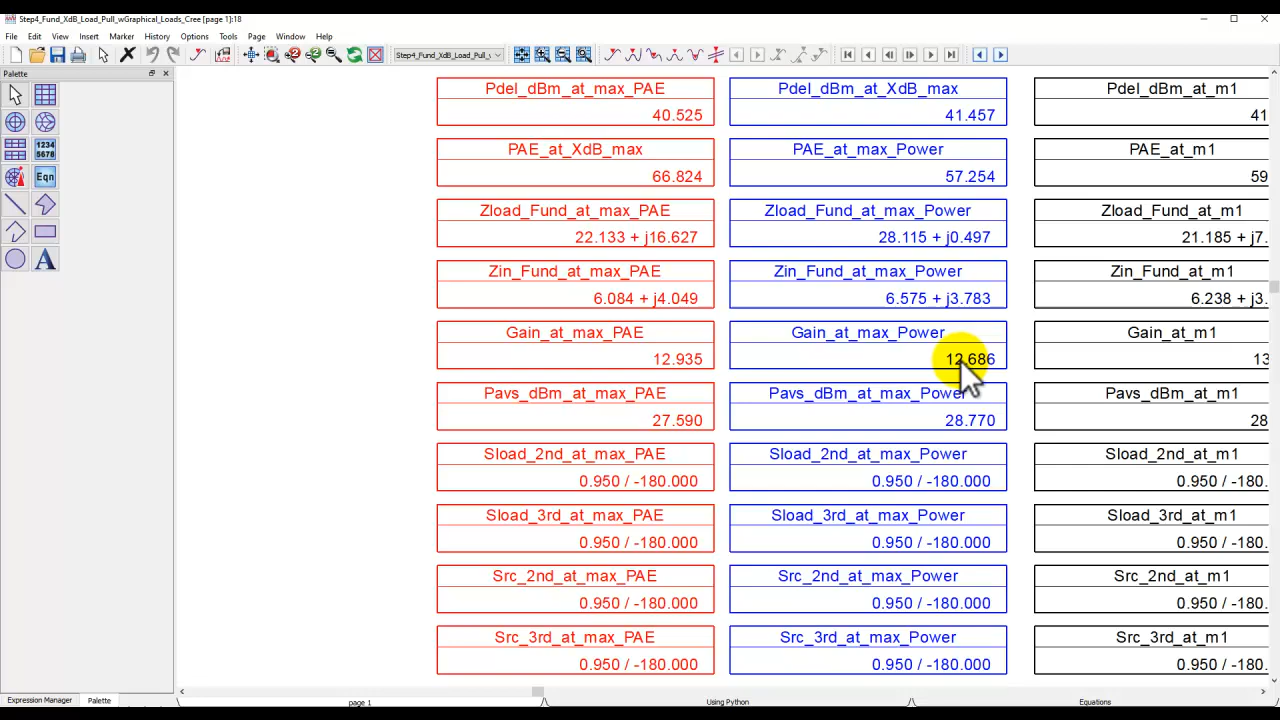 Step4_Fund_XdB_Load_Pull_wGraphical_Loads_Cree [page 1]:18
File Edit View Insert Marker History Options Tools Page Window Help
Step4_Fund_XdB_Load_Pull_
Palette
1234
5678
Eqn
A
Pdel_dBm_at_max_PAE Pdel_dBm_at_XdB_max Pdel_dBm_at_m1
40.525 41.457 41
PAE_at_XdB_max PAE_at_max_Power PAE_at_m1
66.824 57.254 59
Zload_Fund_at_max_PAE Zload_Fund_at_max_Power Zload_Fund_at_m1
22.133 + j16.627 28.115 + j0.497 21.185 + j7.
Zin_Fund_at_max_PAE Zin_Fund_at_max_Power Zin_Fund_at_m1
6.084 + j4.049 6.575 + j3.783 6.238 + j3.
Gain_at_max_PAE Gain_at_max_Power Gain_at_m1
12.935 12.686 13
Pavs_dBm_at_max_PAE Pavs_dBm_at_max_Power Pavs_dBm_at_m1
27.590 28.770 28
Sload_2nd_at_max_PAE Sload_2nd_at_max_Power Sload_2nd_at_m1
0.950 / -180.000 0.950 / -180.000 0.950 / -180.
Sload_3rd_at_max_PAE Sload_3rd_at_max_Power Sload_3rd_at_m1
0.950 / -180.000 0.950 / -180.000 0.950 / -180.
Src_2nd_at_max_PAE Src_2nd_at_max_Power Src_2nd_at_m1
0.950 / -180.000 0.950 / -180.000 0.950 / -180.
Src_3rd_at_max_PAE Src_3rd_at_max_Power Src_3rd_at_m1
0.950 / -180.000 0.950 / -180.000 0.950 / -180.
Expression Manager Palette page 1 Using Python Equations